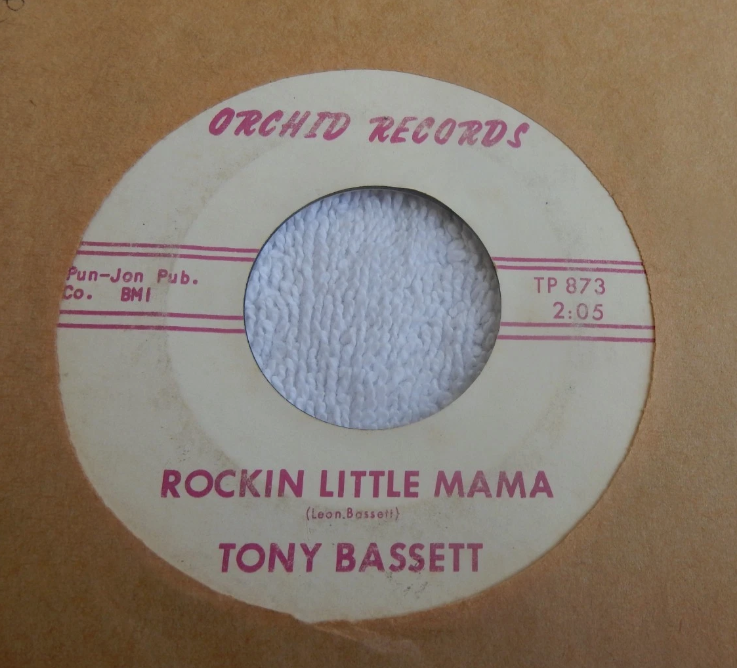 ORCHID RECORDS
Pun-Jon Pub.
Co. BMI
TP 873
2:05
ROCKIN LITTLE MAMA
(Leon.Bassett)
TONY BASSETT